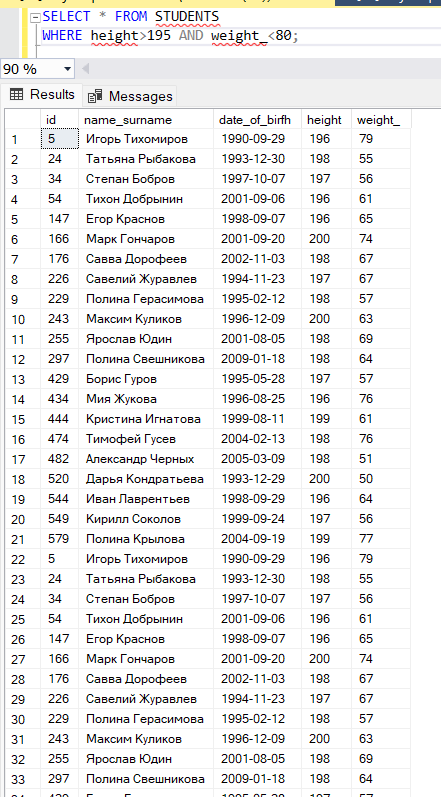 SELECT * FROM STUDENTS
WHERE height>195 AND weight_<80;
90 %
Results Messages
id name_surname date_of_birfh height weight_
1 5 Игорь Тихомиров 1990-09-29 196 79
2 24 Татьяна Рыбакова 1993-12-30 198 55
3 34 Степан Бобров 1997-10-07 197 56
4 54 Тихон Добрынин 2001-09-06 196 61
5 147 Егор Краснов 1998-09-07 196 65
6 166 Марк Гончаров 2001-09-20 200 74
7 176 Савва Дорофеев 2002-11-03 198 67
8 226 Савелий Журавлев 1994-11-23 197 67
9 229 Полина Герасимова 1995-02-12 198 57
10 243 Максим Куликов 1996-12-09 200 63
11 255 Ярослав Юдин 2001-08-05 198 69
12 297 Полина Свешникова 2009-01-18 198 64
13 429 Борис Гуров 1995-05-28 197 57
14 434 Мия Жукова 1996-08-25 196 76
15 444 Кристина Игнатова 1999-08-11 199 61
16 474 Тимофей Гусев 2004-02-13 198 76
17 482 Александр Черных 2005-03-09 198 51
18 520 Дарья Кондратьева 1993-12-29 200 50
19 544 Иван Лаврентьев 1998-09-29 196 64
20 549 Кирилл Соколов 1999-09-24 197 56
21 579 Полина Крылова 2004-09-19 199 77
22 5 Игорь Тихомиров 1990-09-29 196 79
23 24 Татьяна Рыбакова 1993-12-30 198 55
24 34 Степан Бобров 1997-10-07 197 56
25 54 Тихон Добрынин 2001-09-06 196 61
26 147 Егор Краснов 1998-09-07 196 65
27 166 Марк Гончаров 2001-09-20 200 74
28 176 Савва Дорофеев 2002-11-03 198 67
29 226 Савелий Журавлев 1994-11-23 197 67
30 229 Полина Герасимова 1995-02-12 198 57
31 243 Максим Куликов 1996-12-09 200 63
32 255 Ярослав Юдин 2001-08-05 198 69
33 297 Полина Свешникова 2009-01-18 198 64